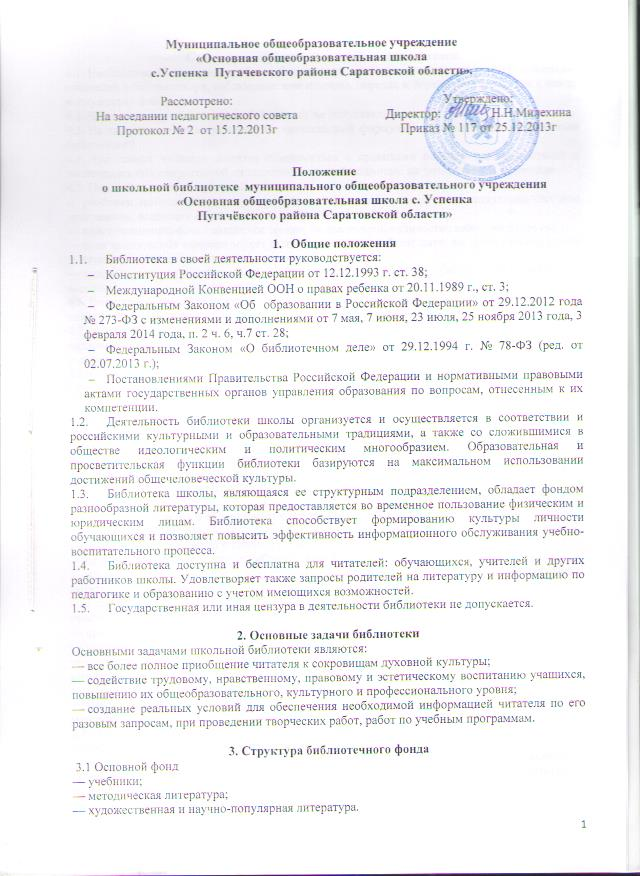 Муниципальное общеобразовательное учреждение
«Основная общеобразовательная школа
с.Успенка Пугачевского района Саратовской области».
Рассмотрено:
На заседании педагогического совета
Протокол № 2 от 15.12.2013г
Утверждено:
Директор: Н.Н.Милехина
Приказ № 117 от 25.12.2013г
Положение
о школьной библиотеке муниципального общеобразовательного учреждения
«Основная общеобразовательная школа с. Успенка
Пугачёвского района Саратовской области»
1. Общие положения
1.1. Библиотека в своей деятельности руководствуется:
– Конституция Российской Федерации от 12.12.1993 г. ст. 38;
– Международной Конвенцией ООН о правах ребенка от 20.11.1989 г., ст. 3;
– Федеральным Законом «Об образовании в Российской Федерации» от 29.12.2012 года
№ 273-ФЗ с изменениями и дополнениями от 7 мая, 7 июня, 23 июля, 25 ноября 2013 года, 3
февраля 2014 года, п. 2 ч. 6, ч.7 ст. 28;
– Федеральным Законом «О библиотечном деле» от 29.12.1994 г. № 78-ФЗ (ред. от
02.07.2013 г.);
– Постановлениями Правительства Российской Федерации и нормативными правовыми
актами государственных органов управления образования по вопросам, отнесенным к их
компетенции.
1.2. Деятельность библиотеки школы организуется и осуществляется в соответствии и
российскими культурными и образовательными традициями, а также со сложившимися в
обществе идеологическим и политическим многообразием. Образовательная и
просветительская функции библиотеки базируются на максимальном использовании
достижений общечеловеческой культуры.
1.3. Библиотека школы, являющаяся ее структурным подразделением, обладает фондом
разнообразной литературы, которая предоставляется во временное пользование физическим и
юридическим лицам. Библиотека способствует формированию культуры личности
обучающихся и позволяет повысить эффективность информационного обслуживания учебно-
воспитательного процесса.
1.4. Библиотека доступна и бесплатна для читателей: обучающихся, учителей и других
работников школы. Удовлетворяет также запросы родителей на литературу и информацию по
педагогике и образованию с учетом имеющихся возможностей.
1.5. Государственная или иная цензура в деятельности библиотеки не допускается.
2. Основные задачи библиотеки
Основными задачами школьной библиотеки являются:
— все более полное приобщение читателя к сокровищам духовной культуры;
— содействие трудовому, нравственному, правовому и эстетическому воспитанию учащихся,
повышению их общеобразовательного, культурного и профессионального уровня;
— создание реальных условий для обеспечения необходимой информацией читателя по его
разовым запросам, при проведении творческих работ, работ по учебным программам.
3. Структура библиотечного фонда
3.1 Основной фонд
— учебники;
— методическая литература;
— художественная и научно-популярная литература.
1